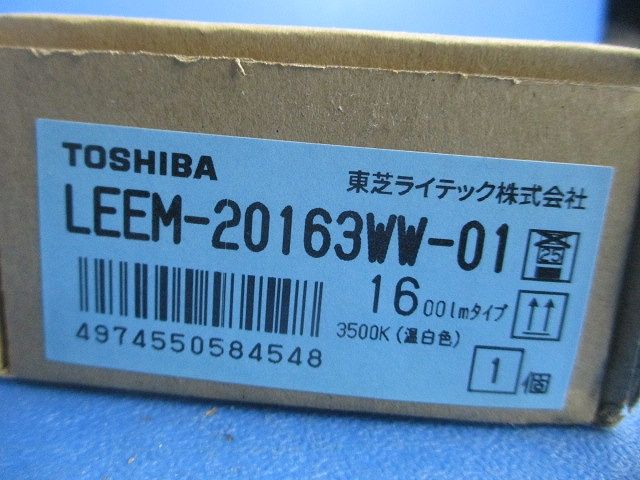 TOSHIBA
東芝ライテック株式会社
LEEM-20163WW-01
25
1600lmタイプ
3500K(温白色)
4974550584548
1個